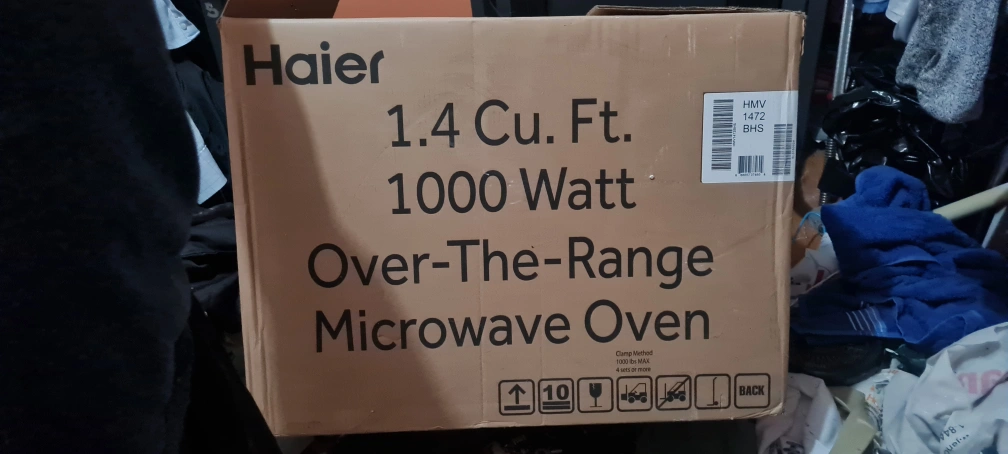 Haier
1.4 Cu. Ft.
1000 Watt
Over-The-Range
Microwave Oven
HMV
1472
BHS
Clamp Method
1000 lbs MAX
4 sets or more
10
BACK